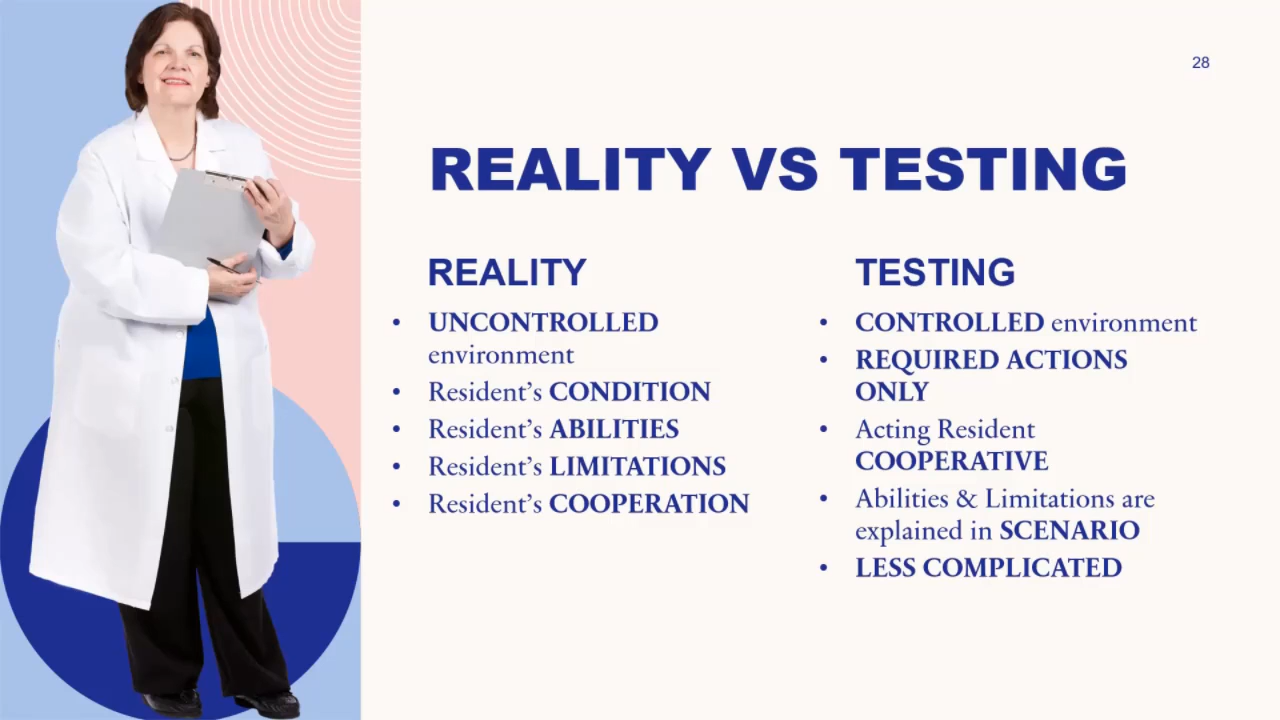 28
REALITY VS TESTING
REALITY
• UNCONTROLLED
environment
• Resident’s CONDITION
• Resident’s ABILITIES
• Resident’s LIMITATIONS
• Resident’s COOPERATION
TESTING
• CONTROLLED environment
• REQUIRED ACTIONS
ONLY
• Acting Resident
COOPERATIVE
• Abilities & Limitations are
explained in SCENARIO
• LESS COMPLICATED